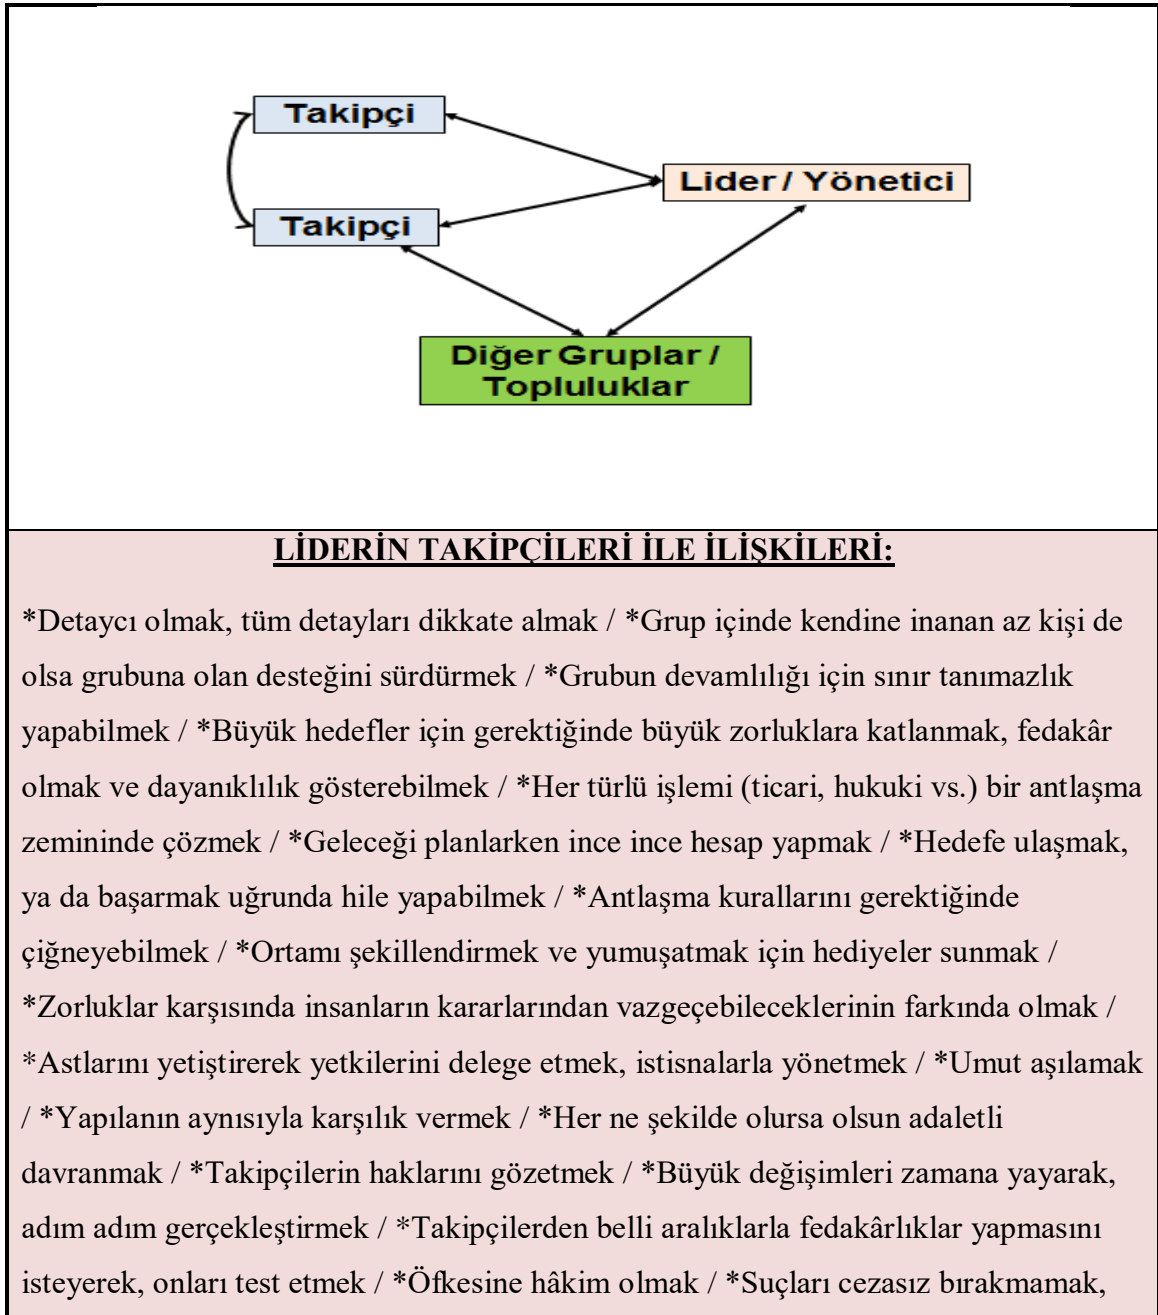 Takipçi
Lider / Yönetici
Takipçi
Diğer Gruplar /
Topluluklar
LİDERİN TAKİPÇİLERİ İLE İLİŞKİLERİ:
*Detaycı olmak, tüm detayları dikkate almak / *Grup içinde kendine inanan az kişi de
olsa grubuna olan desteğini sürdürmek / *Grubun devamlılığı için sınır tanımazlık
yapabilmek / *Büyük hedefler için gerektiğinde büyük zorluklara katlanmak, fedakâr
olmak ve dayanıklılık gösterebilmek / *Her türlü işlemi (ticari, hukuki vs.) bir antlaşma
zemininde çözmek / *Geleceği planlarken ince ince hesap yapmak / *Hedefe ulaşmak,
ya da başarmak uğrunda hile yapabilmek / *Antlaşma kurallarını gerektiğinde
çiğneyebilmek / *Ortamı şekillendirmek ve yumuşatmak için hediyeler sunmak /
*Zorluklar karşısında insanların kararlarından vazgeçebileceklerinin farkında olmak /
*Astlarını yetiştirerek yetkilerini delege etmek, istisnalarla yönetmek / *Umut aşılamak
/ *Yapılanın aynısıyla karşılık vermek / *Her ne şekilde olursa olsun adaletli
davranmak / *Takipçilerin haklarını gözetmek / *Büyük değişimleri zamana yayarak,
adım adım gerçekleştirmek / *Takipçilerden belli aralıklarla fedakârlıklar yapmasını
isteyerek, onları test etmek / *Öfkesine hâkim olmak / *Suçları cezasız bırakmamak,